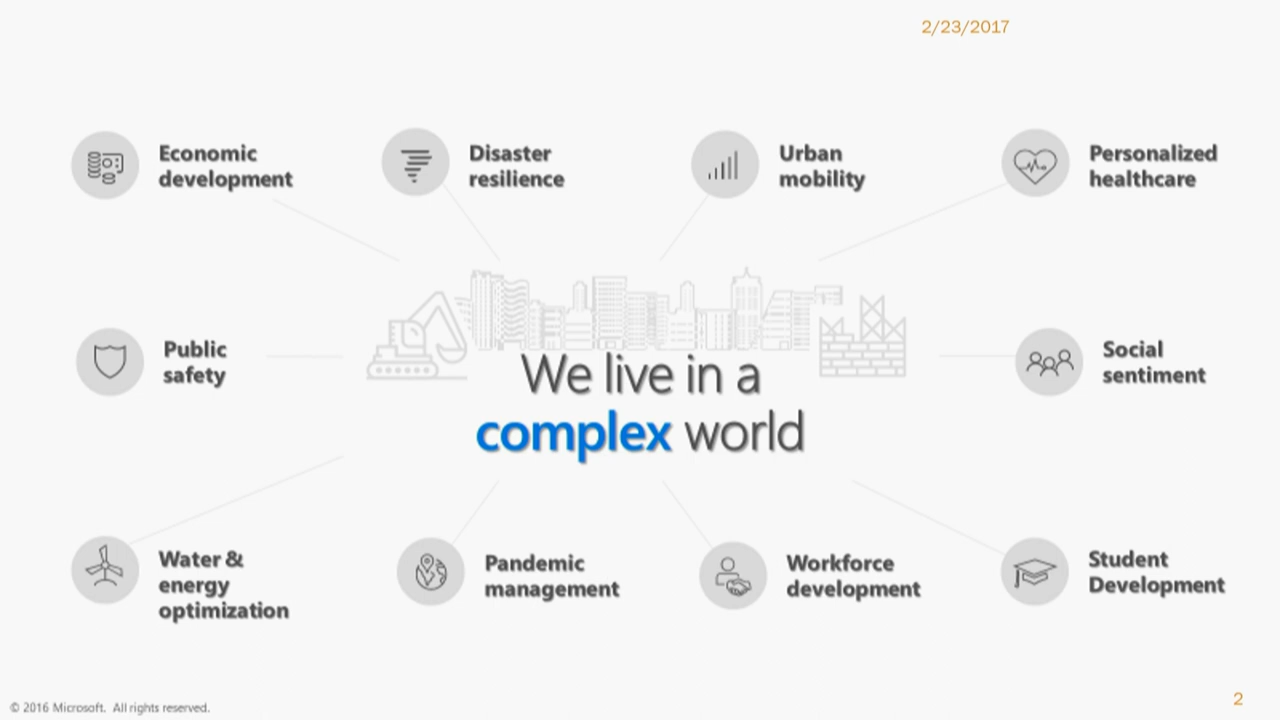 2/23/2017
Economic
development
Disaster
resilience
Urban
mobility
Personalized
healthcare
Public
safety
We live in a
complex world
Social
sentiment
Water &
energy
optimization
Pandemic
management
Workforce
development
Student
Development
© 2016 Microsoft. All rights reserved.
2